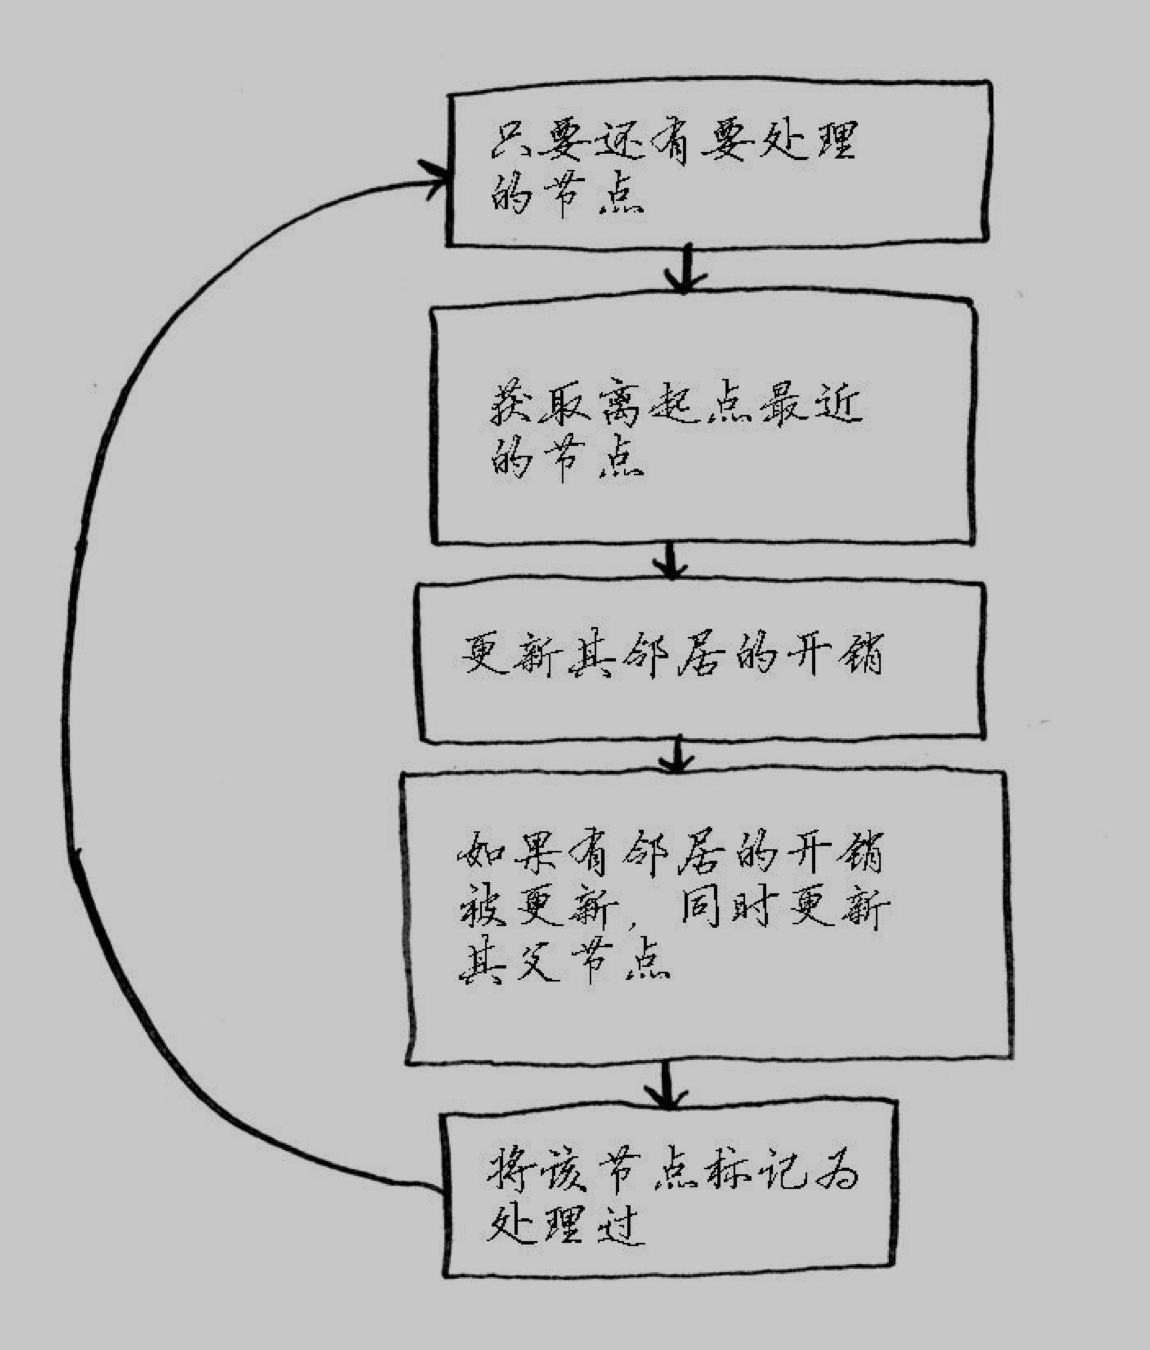 只要还有要处理
的节点
获取离起点最近
的节点
更新其邻居的开销
如果有邻居的开销
被更新，同时更新
其父节点
将该节点标记为
处理过